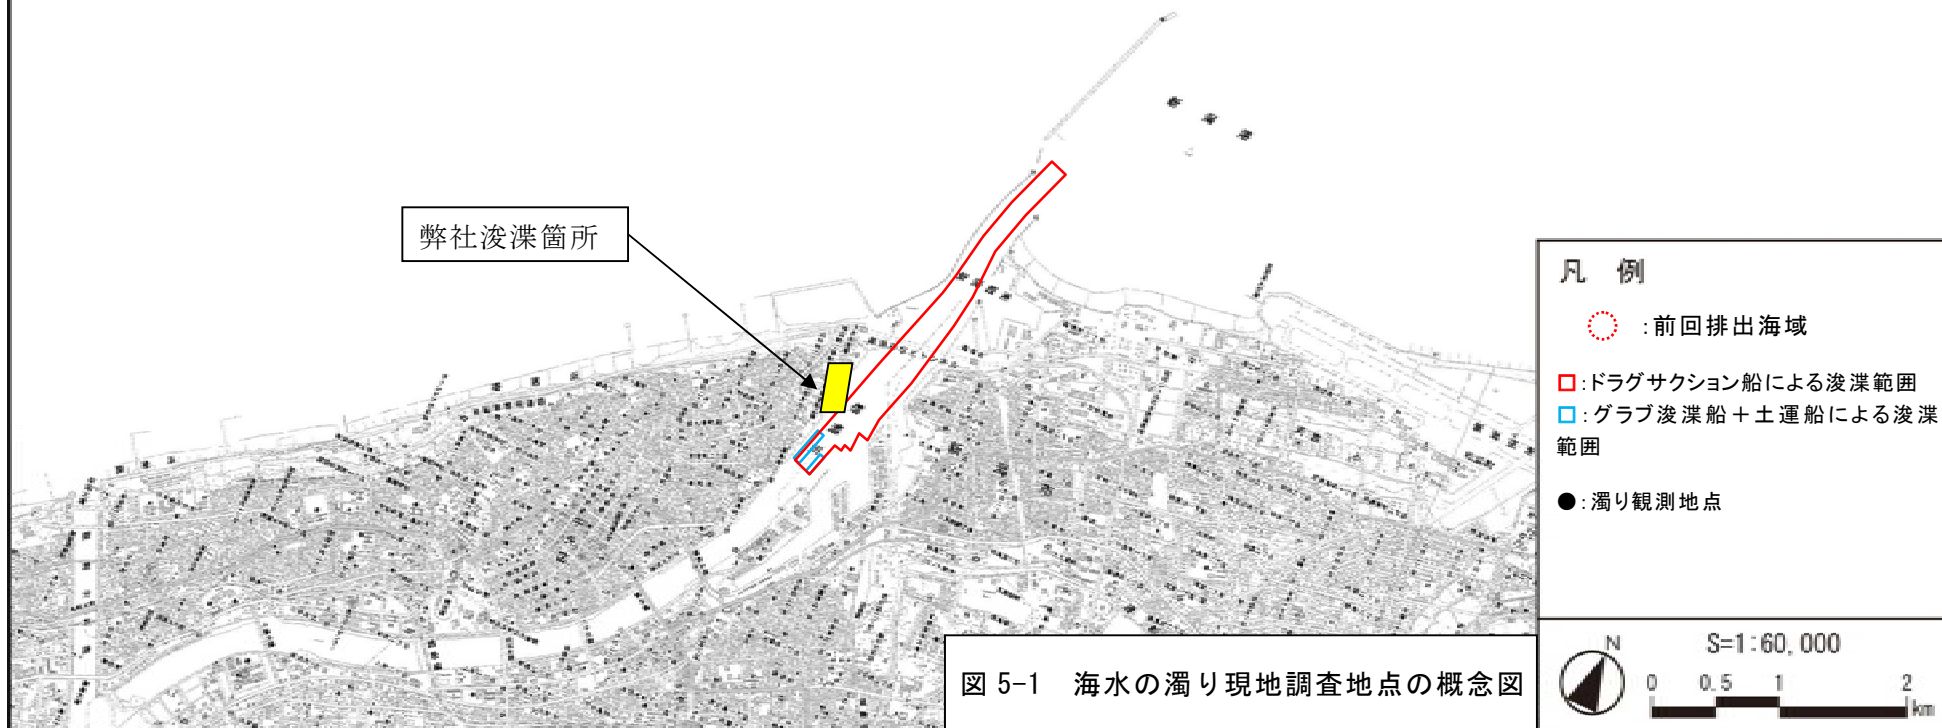 弊社浚渫箇所
凡 例
:前回排出海域
:ドラグサクション船による浚渫範囲
:グラブ浚渫船＋土運船による浚渫
範囲
●:濁り観測地点
N
S=1:60,000
0 0.5 1 2
km
図 5-1 海水の濁り現地調査地点の概念図